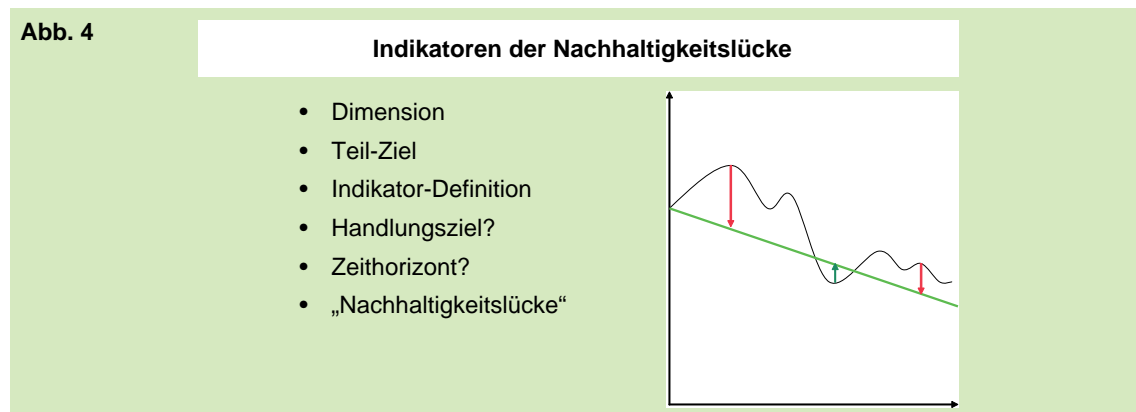 Abb. 4
Indikatoren der Nachhaltigkeitslücke
• Dimension
• Teil-Ziel
• Indikator-Definition
• Handlungsziel?
• Zeithorizont?
• „Nachhaltigkeitslücke“